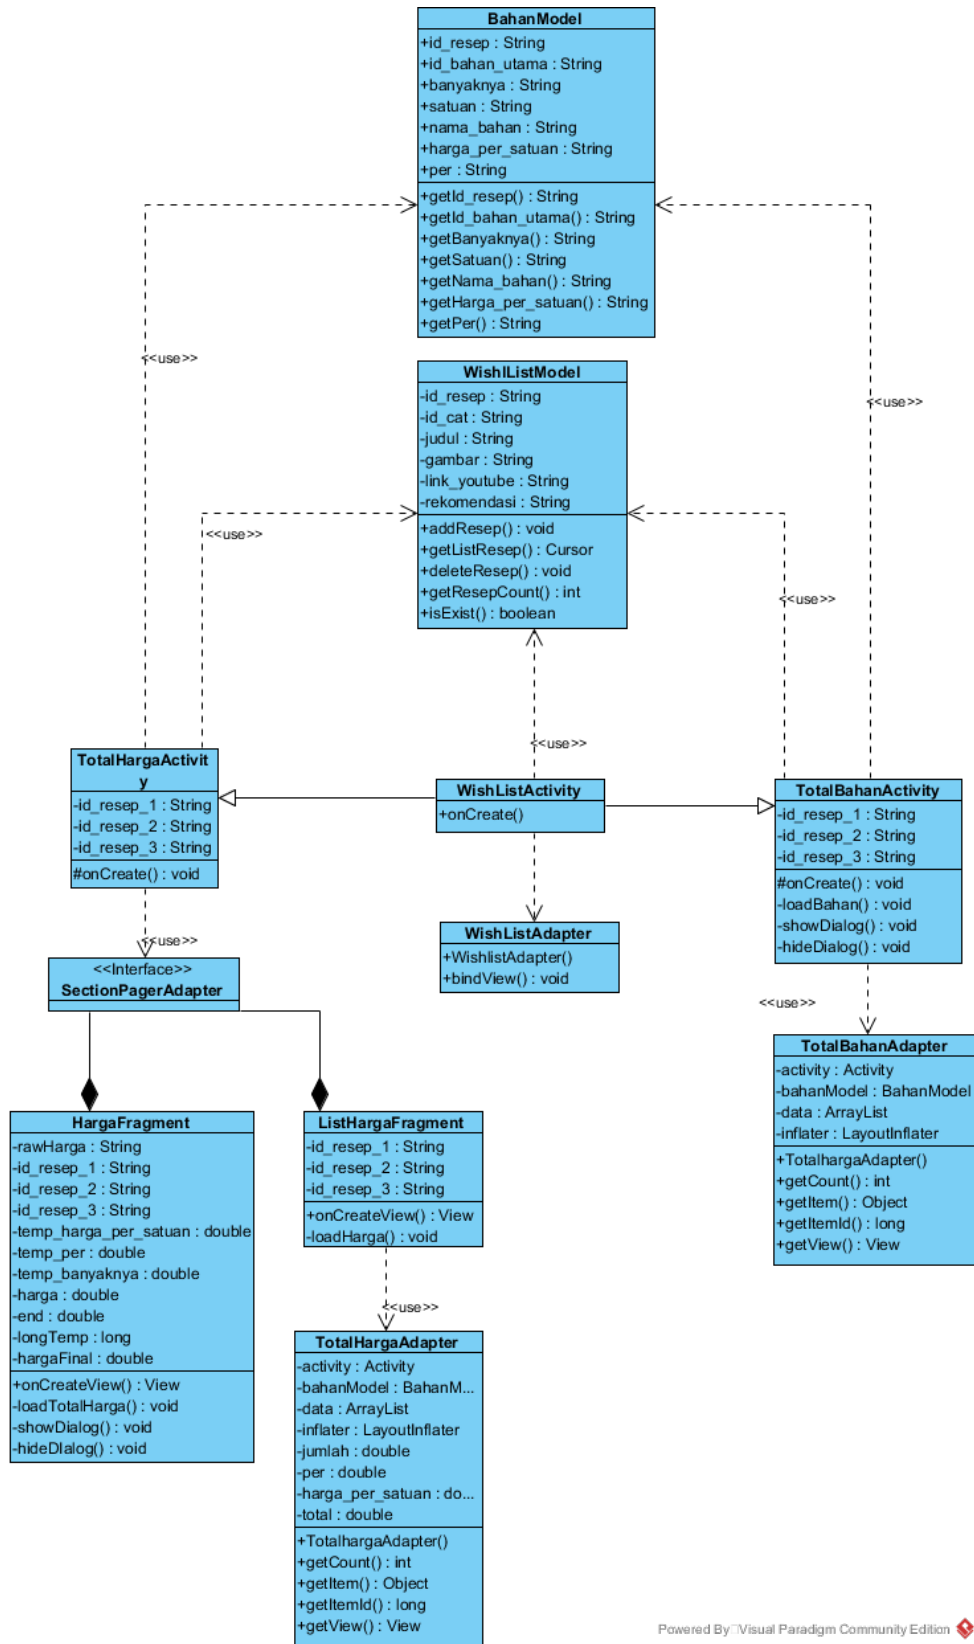 BahanModel
+id_resep : String
+id_bahan_utama : String
+banyaknya : String
+satuan : String
+nama_bahan : String
+harga_per_satuan : String
+per : String
+getId_resep() : String
+getId_bahan_utama() : String
+getBanyaknya() : String
+getSatuan() : String
+getNama_bahan() : String
+getHarga_per_satuan() : String
+getPer() : String
<<use>>
<<use>>
WishlListModel
-id_resep : String
-id_cat : String
-judul : String
-gambar : String
-link_youtube : String
-rekomendasi : String
+addResep() : void
+getListResep() : Cursor
+deleteResep() : void
+getResepCount() : int
+isExist() : boolean
<<use>>
<<use>>
<<use>>
TotalHargaActivit
y
-id_resep_1 : String
-id_resep_2 : String
-id_resep_3 : String
#onCreate() : void
WishListActivity
+onCreate()
TotalBahanActivity
-id_resep_1 : String
-id_resep_2 : String
-id_resep_3 : String
#onCreate() : void
-loadBahan() : void
-showDialog() : void
-hideDialog() : void
<<use>>
WishListAdapter
+WishlistAdapter()
+bindView() : void
<<Interface>>
SectionPagerAdapter
<<use>>
TotalBahanAdapter
-activity : Activity
-bahanModel : BahanModel
-data : ArrayList
-inflater : LayoutInflater
+TotalhargaAdapter()
+getCount() : int
+getItem() : Object
+getItemId() : long
+getView() : View
HargaFragment
-rawHarga : String
-id_resep_1 : String
-id_resep_2 : String
-id_resep_3 : String
-temp_harga_per_satuan : double
-temp_per : double
-temp_banyaknya : double
-harga : double
-end : double
-longTemp : long
-hargaFinal : double
+onCreateView() : View
-loadTotalHarga() : void
-showDialog() : void
-hideDIalog() : void
ListHargaFragment
-id_resep_1 : String
-id_resep_2 : String
-id_resep_3 : String
+onCreateView() : View
-loadHarga() : void
<<use>>
TotalHargaAdapter
-activity : Activity
-bahanModel : BahanM...
-data : ArrayList
-inflater : LayoutInflater
-jumlah : double
-per : double
-harga_per_satuan : do...
-total : double
+TotalhargaAdapter()
+getCount() : int
+getItem() : Object
+getItemId() : long
+getView() : View
Powered By Visual Paradigm Community Edition